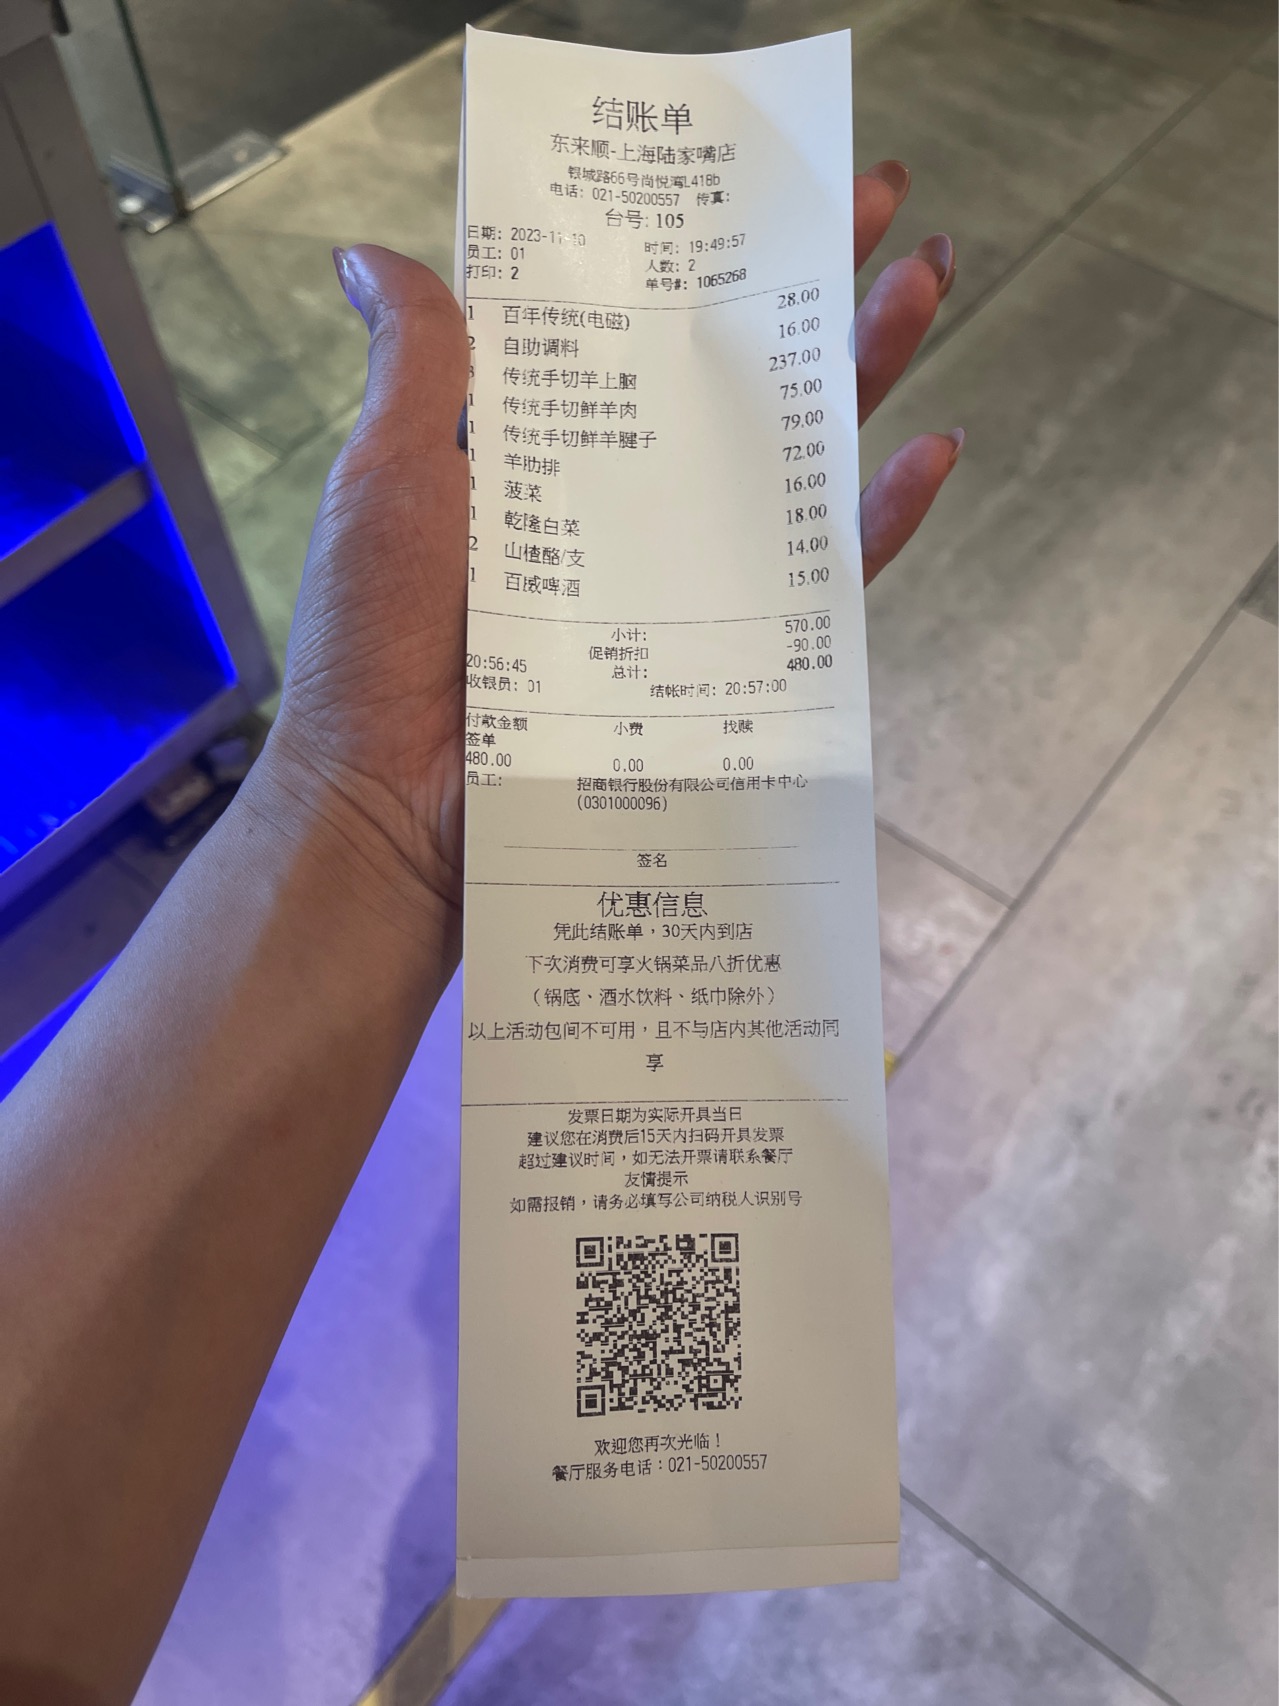 结账单
东来顺-上海陆家嘴店
银城路66号尚悦湾L418b
电话: 021-50200557 传真:
台号: 105
日期: 2023-11-10 时间: 19:49:57
员工: 01 人数: 2
打印: 2 单号#: 1065268
1 百年传统(电磁) 28.00
2 自助调料 16.00
3 传统手切羊上脑 237.00
1 传统手切鲜羊肉 75.00
1 传统手切鲜羊腱子 79.00
1 羊肋排 72.00
1 菠菜 16.00
1 乾隆白菜 18.00
2 山楂酪/支 14.00
1 百威啤酒 15.00
小计: 570.00
促销折扣 -90.00
20:56:45 总计: 480.00
收银员: 01 结帐时间: 20:57:00
付款金额 小费 找赎
签单
480.00 0.00 0.00
员工: 招商银行股份有限公司信用卡中心
(0301000096)
签名
优惠信息
凭此结账单，30天内到店
下次消费可享火锅菜品八折优惠
（锅底、酒水饮料、纸巾除外）
以上活动包间不可用，且不与店内其他活动同
享
发票日期为实际开具当日
建议您在消费后15天内扫码开具发票
超过建议时间，如无法开票请联系餐厅
友情提示
如需报销，请务必填写公司纳税人识别号
欢迎您再次光临！
餐厅服务电话：021-50200557